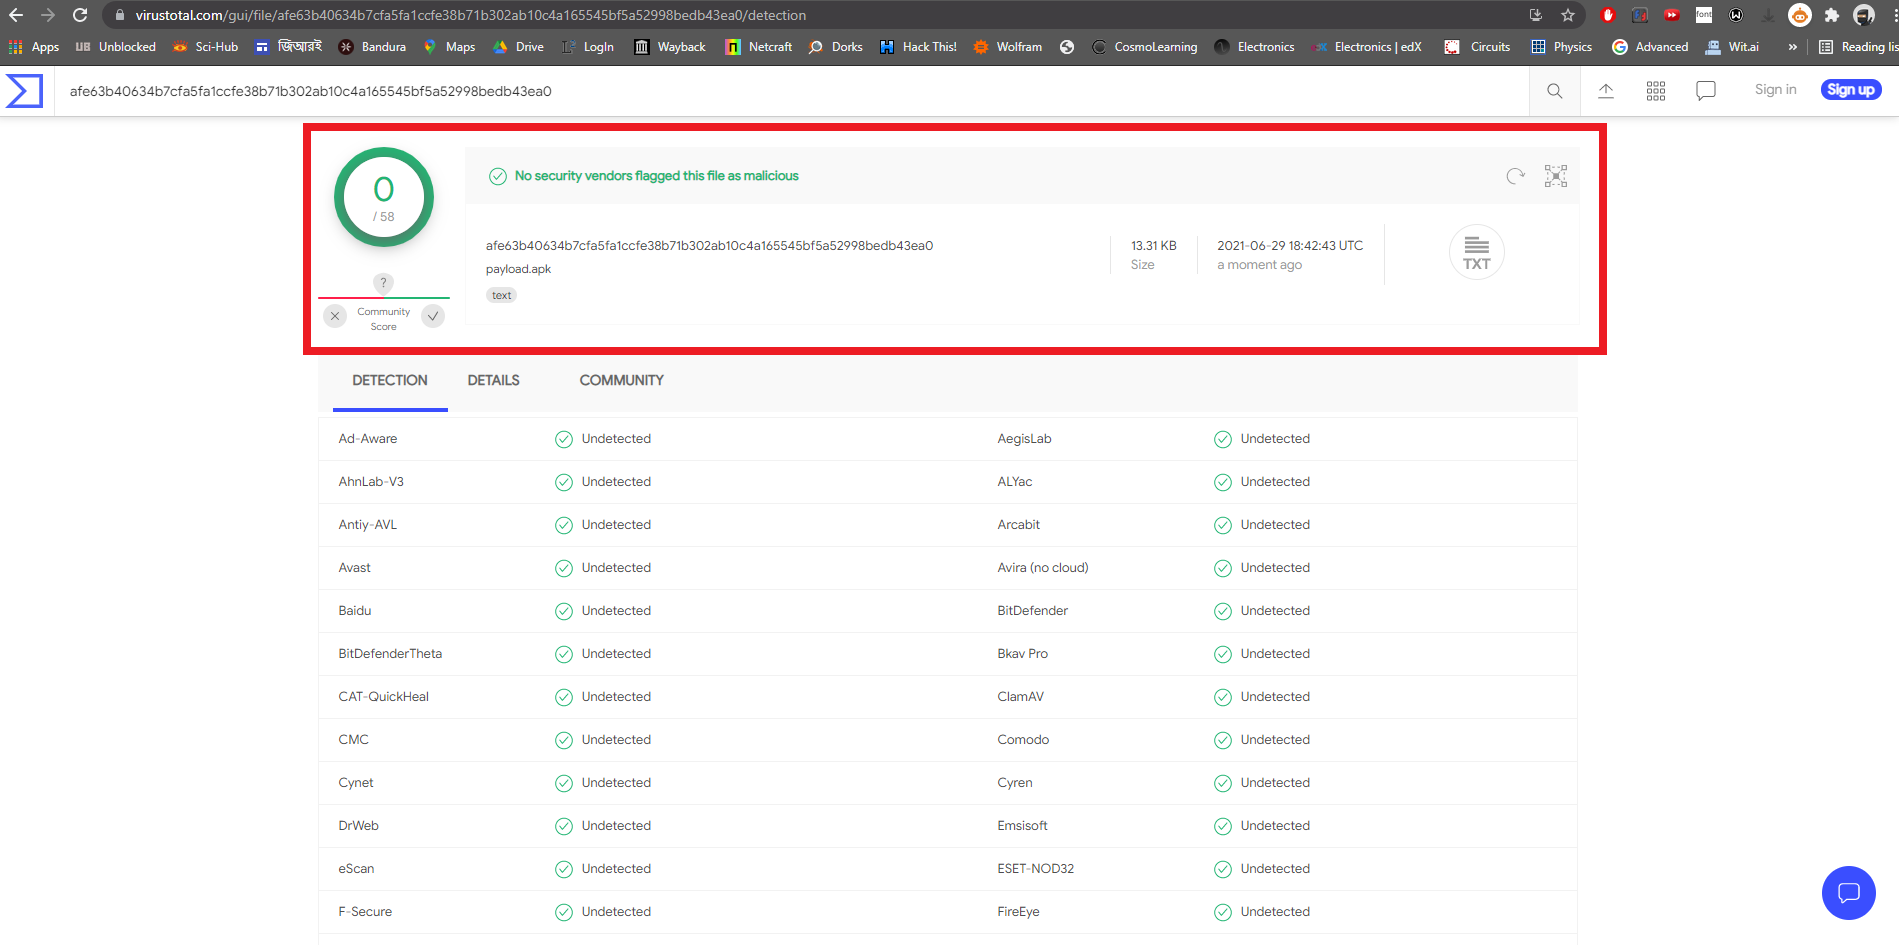 virustotal.com/gui/file/afe63b40634b7cfa5fa1ccfe38b71b302ab10c4a165545bf5a52998bedb43ea0/detection
Apps UB Unblocked Sci-Hub জিআরই Bandura Maps Drive LogIn Wayback Netcraft Dorks Hack This! Wolfram CosmoLearning Electronics Electronics | edX Circuits Physics Advanced Wit.ai » Reading lis
afe63b40634b7cfa5fa1ccfe38b71b302ab10c4a165545bf5a52998bedb43ea0
Sign in Sign up
0
/ 58
No security vendors flagged this file as malicious
afe63b40634b7cfa5fa1ccfe38b71b302ab10c4a165545bf5a52998bedb43ea0
payload.apk
text
13.31 KB
Size
2021-06-29 18:42:43 UTC
a moment ago
TXT
?
Community
Score
DETECTION DETAILS COMMUNITY
Ad-Aware Undetected AegisLab Undetected
AhnLab-V3 Undetected ALYac Undetected
Antiy-AVL Undetected Arcabit Undetected
Avast Undetected Avira (no cloud) Undetected
Baidu Undetected BitDefender Undetected
BitDefenderTheta Undetected Bkav Pro Undetected
CAT-QuickHeal Undetected ClamAV Undetected
CMC Undetected Comodo Undetected
Cynet Undetected Cyren Undetected
DrWeb Undetected Emsisoft Undetected
eScan Undetected ESET-NOD32 Undetected
F-Secure Undetected FireEye Undetected